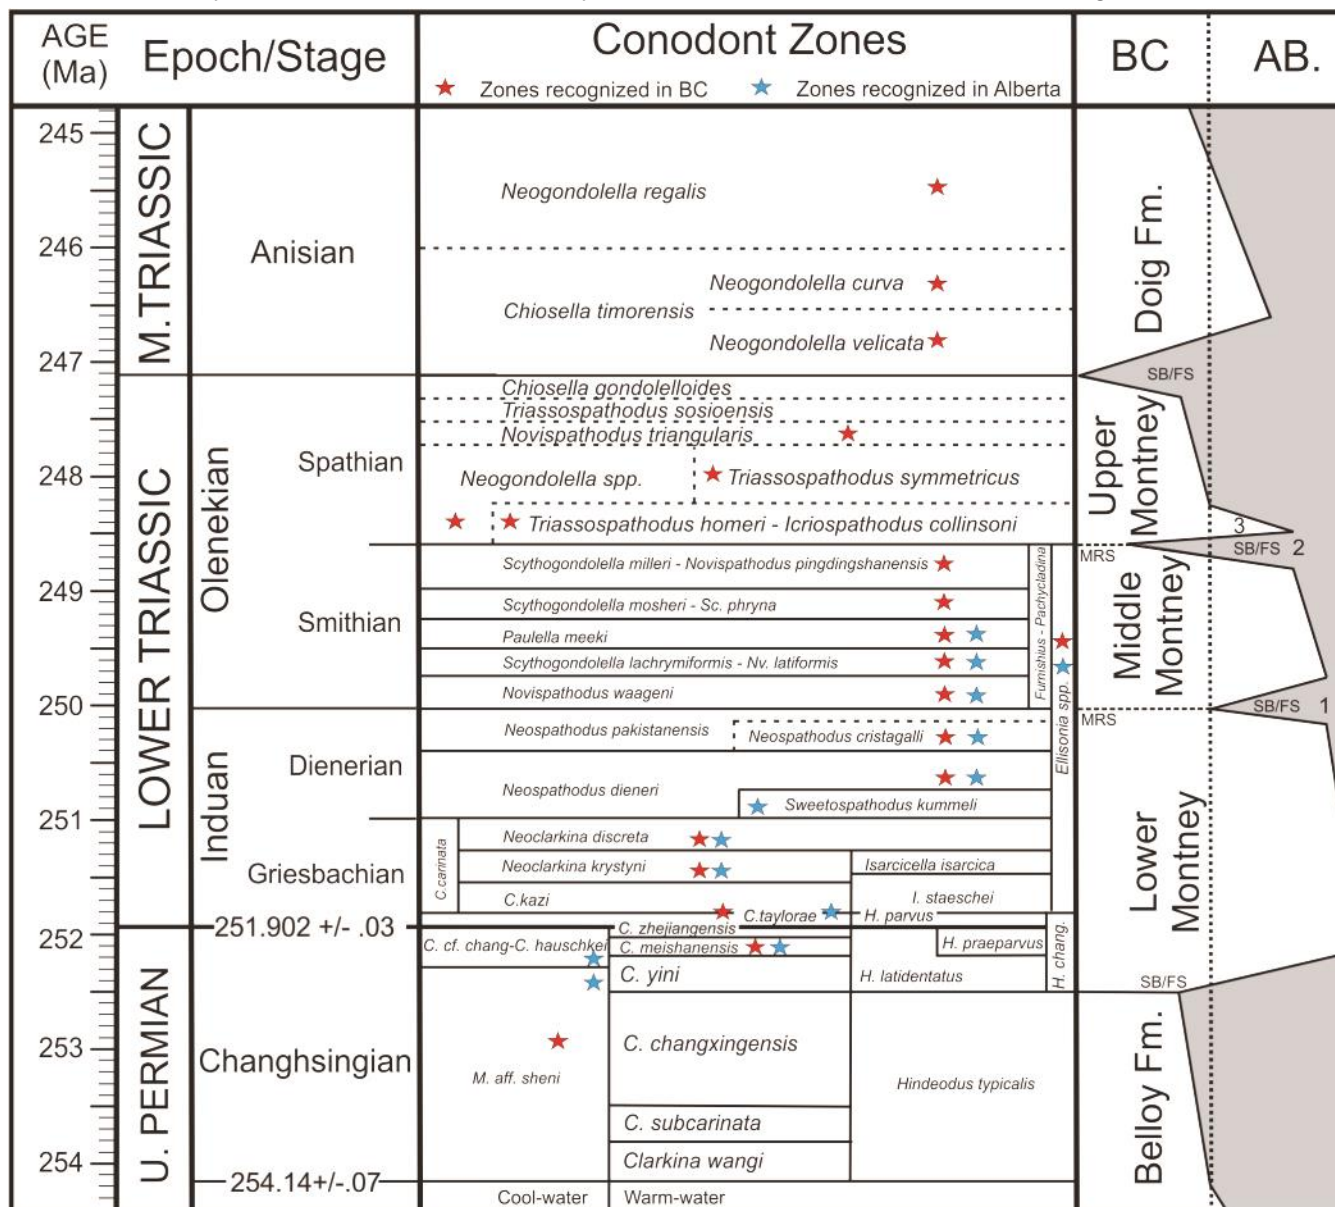 AGE
(Ma)
Epoch/Stage
Conodont Zones
Zones recognized in BC
Zones recognized in Alberta
BC
AB.
245
246
247
248
249
250
251
252
253
254
M.TRIASSIC
LOWER TRIASSIC
U. PERMIAN
Anisian
Olenekian
Spathian
Smithian
Induan
Dienerian
Griesbachian
251.902 +/- .03
Changhsingian
254.14+/-.07
Neogondolella regalis
Neogondolella curva
Chiosella timorensis
Neogondolella velicata
Chiosella gondolelloides
Triassospathodus sosioensis
Novispathodus triangularis
Neogondolella spp.
Triassospathodus symmetricus
Triassospathodus homeri - Icriospathodus collinsoni
Scythogondolella milleri - Novispathodus pingdingshanensis
Scythogondolella mosheri - Sc. phryna
Paulella meeki
Scythogondolella lachrymiformis - Nv. latiformis
Novispathodus waageni
Furnishius - Pachycladina
Ellisonia spp.
Neospathodus pakistanensis
Neospathodus cristagalli
Neospathodus dieneri
Sweetospathodus kummeli
C.carinata
Neoclarkina discreta
Neoclarkina krystyni
Isarcicella isarcica
C.kazi
I. staeschei
C.taylorae
H. parvus
C. zhejiangensis
C. cf. chang-C. hauschkei
C. meishanensis
H. praeparvus
H. chang.
C. yini
H. latidentatus
C. changxingensis
M. aff. sheni
Hindeodus typicalis
C. subcarinata
Clarkina wangi
Cool-water
Warm-water
Doig Fm.
SB/FS
Upper
Montney
3
SB/FS 2
MRS
Middle
Montney
SB/FS 1
MRS
Lower
Montney
SB/FS
Belloy Fm.